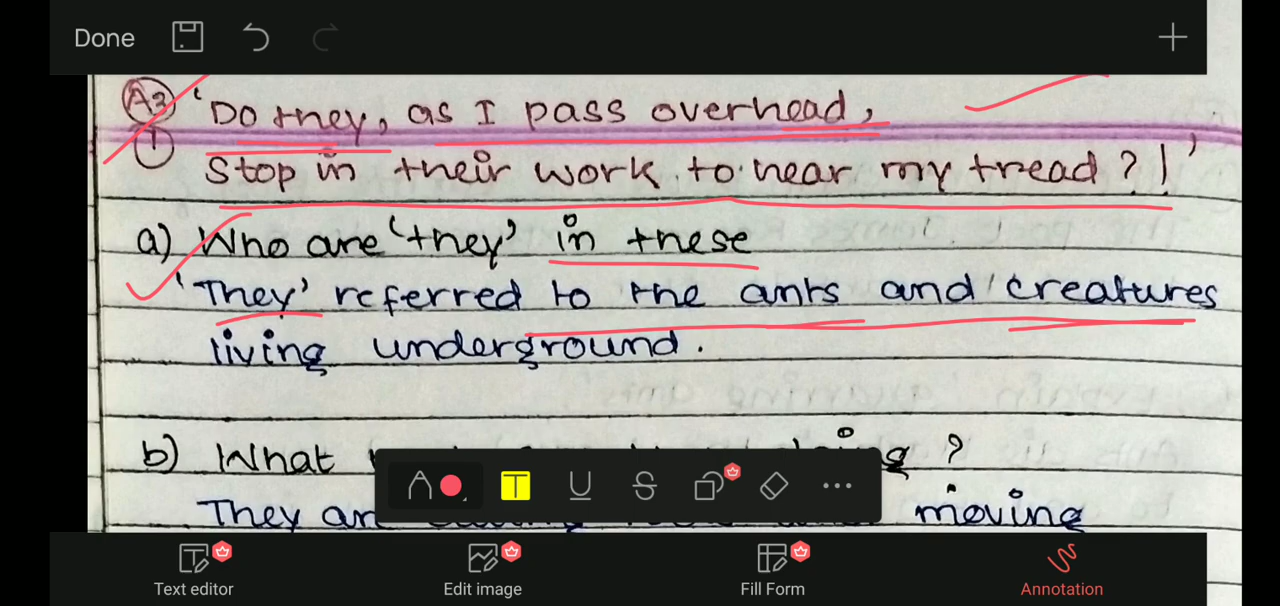 Done
A2 'Do they, as I pass overhead,
1 Stop in their work to hear my tread?!'
a) Who are 'they' in these
'They' referred to the ants and creatures
living underground.
b) What doing ?
They are moving
Text editor Edit image Fill Form Annotation